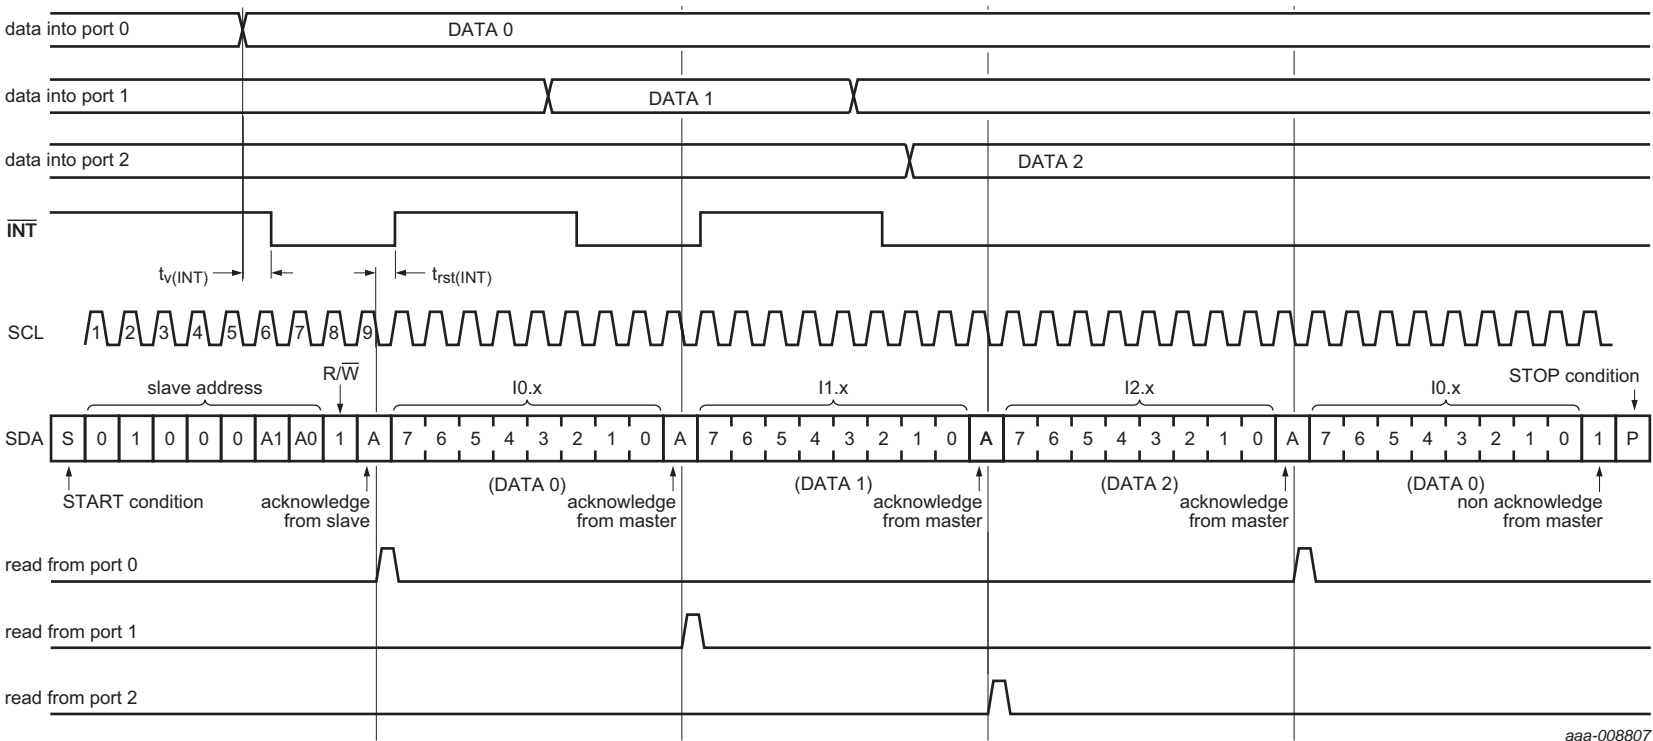 data into port 0 DATA 0
data into port 1 DATA 1
data into port 2 DATA 2
INT
tv(INT) trst(INT)
SCL 1 2 3 4 5 6 7 8 9
R/W
slave address I0.x I1.x I2.x I0.x STOP condition
SDA S 0 1 0 0 0 A1 A0 1 A 7 6 5 4 3 2 1 0 A 7 6 5 4 3 2 1 0 A 7 6 5 4 3 2 1 0 A 7 6 5 4 3 2 1 0 1 P
(DATA 0) (DATA 1) (DATA 2) (DATA 0)
START condition acknowledge acknowledge acknowledge acknowledge non acknowledge
from slave from master from master from master from master
read from port 0
read from port 1
read from port 2
aaa-008807